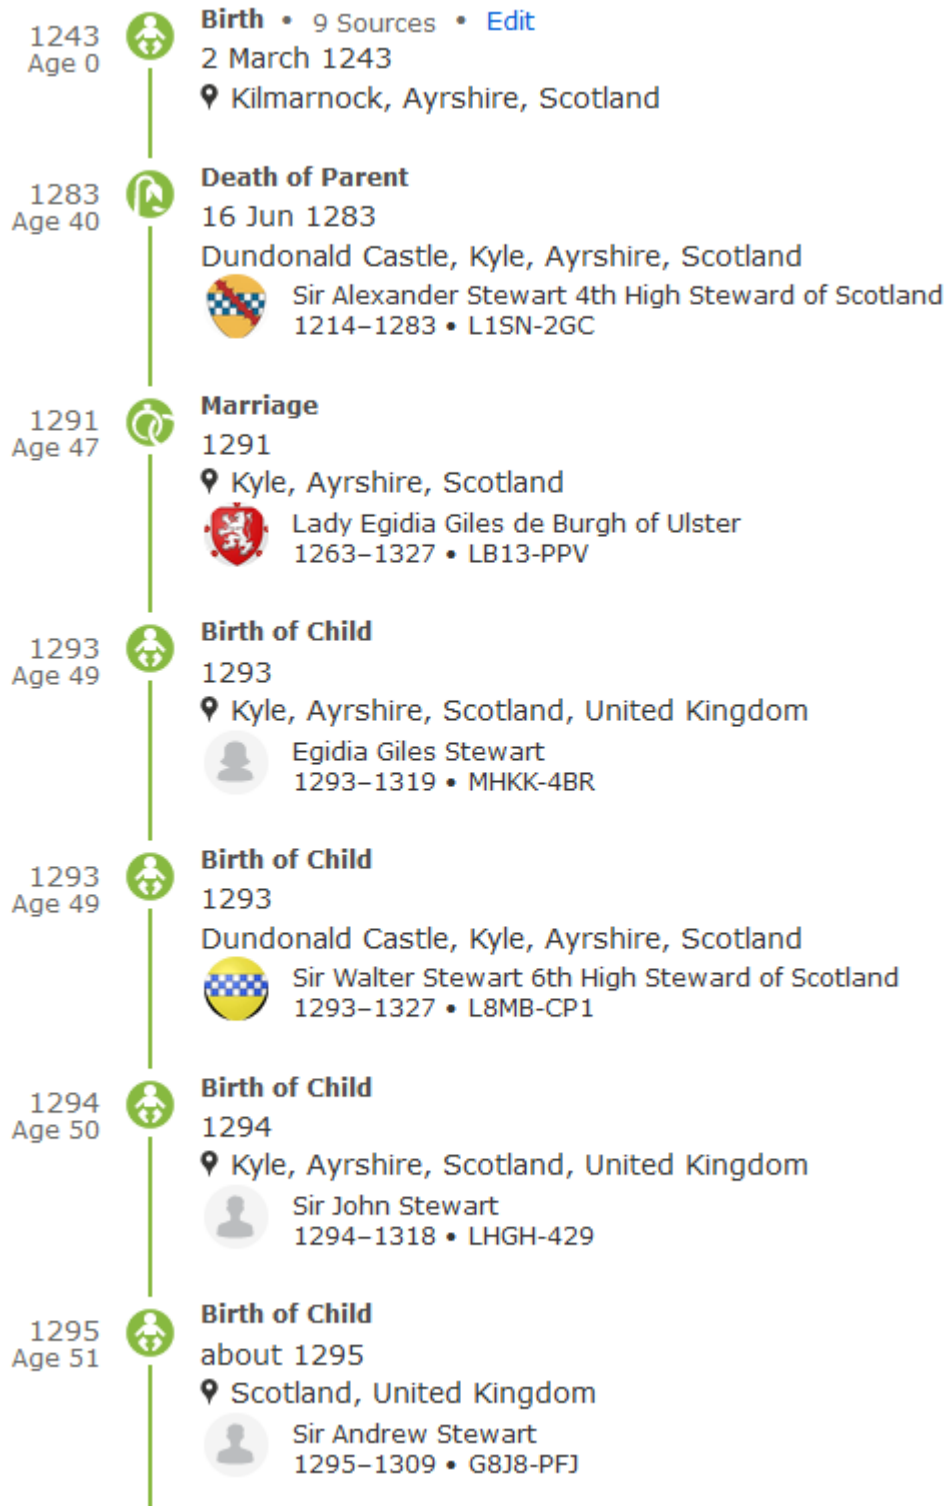 1243
Age 0
Birth • 9 Sources • Edit
2 March 1243
Kilmarnock, Ayrshire, Scotland
1283
Age 40
Death of Parent
16 Jun 1283
Dundonald Castle, Kyle, Ayrshire, Scotland
Sir Alexander Stewart 4th High Steward of Scotland
1214–1283 • L1SN-2GC
1291
Age 47
Marriage
1291
Kyle, Ayrshire, Scotland
Lady Egidia Giles de Burgh of Ulster
1263–1327 • LB13-PPV
1293
Age 49
Birth of Child
1293
Kyle, Ayrshire, Scotland, United Kingdom
Egidia Giles Stewart
1293–1319 • MHKK-4BR
1293
Age 49
Birth of Child
1293
Dundonald Castle, Kyle, Ayrshire, Scotland
Sir Walter Stewart 6th High Steward of Scotland
1293–1327 • L8MB-CP1
1294
Age 50
Birth of Child
1294
Kyle, Ayrshire, Scotland, United Kingdom
Sir John Stewart
1294–1318 • LHGH-429
1295
Age 51
Birth of Child
about 1295
Scotland, United Kingdom
Sir Andrew Stewart
1295–1309 • G8J8-PFJ